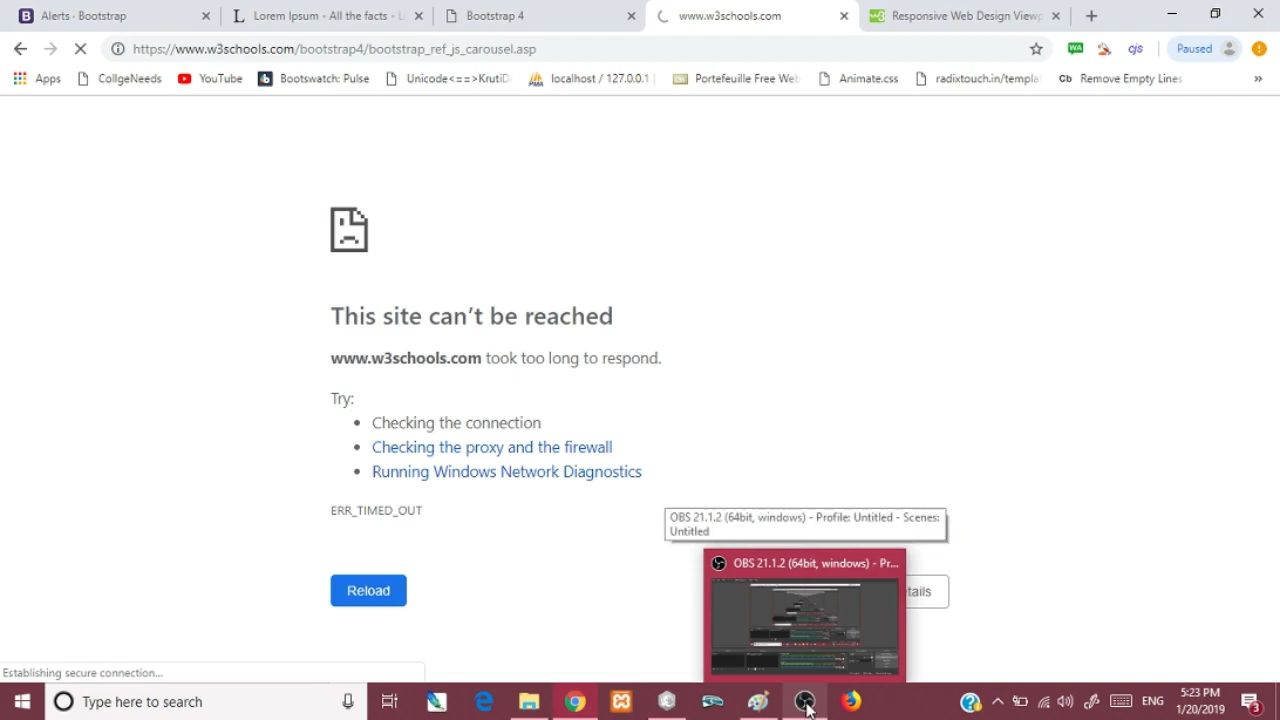 Alerts · Bootstrap
Lorem Ipsum - All the facts - Li
Bootstrap 4
www.w3schools.com
Responsive Web Design Viewp
https://www.w3schools.com/bootstrap4/bootstrap_ref_js_carousel.asp
Paused
Apps
CollgeNeeds
YouTube
Bootswatch: Pulse
Unicode<==>KrutiD
localhost / 127.0.0.1
Portefeuille Free Web
Animate.css
radixtouch.in/templa
Remove Empty Lines
This site can't be reached
www.w3schools.com took too long to respond.
Try:
Checking the connection
Checking the proxy and the firewall
Running Windows Network Diagnostics
ERR_TIMED_OUT
OBS 21.1.2 (64bit, windows) - Profile: Untitled - Scenes:
Untitled
OBS 21.1.2 (64bit, windows) - Pr...
Reload
etails
Establishing secure connection...
Type here to search
ENG
5:23 PM
1/20/2019
3